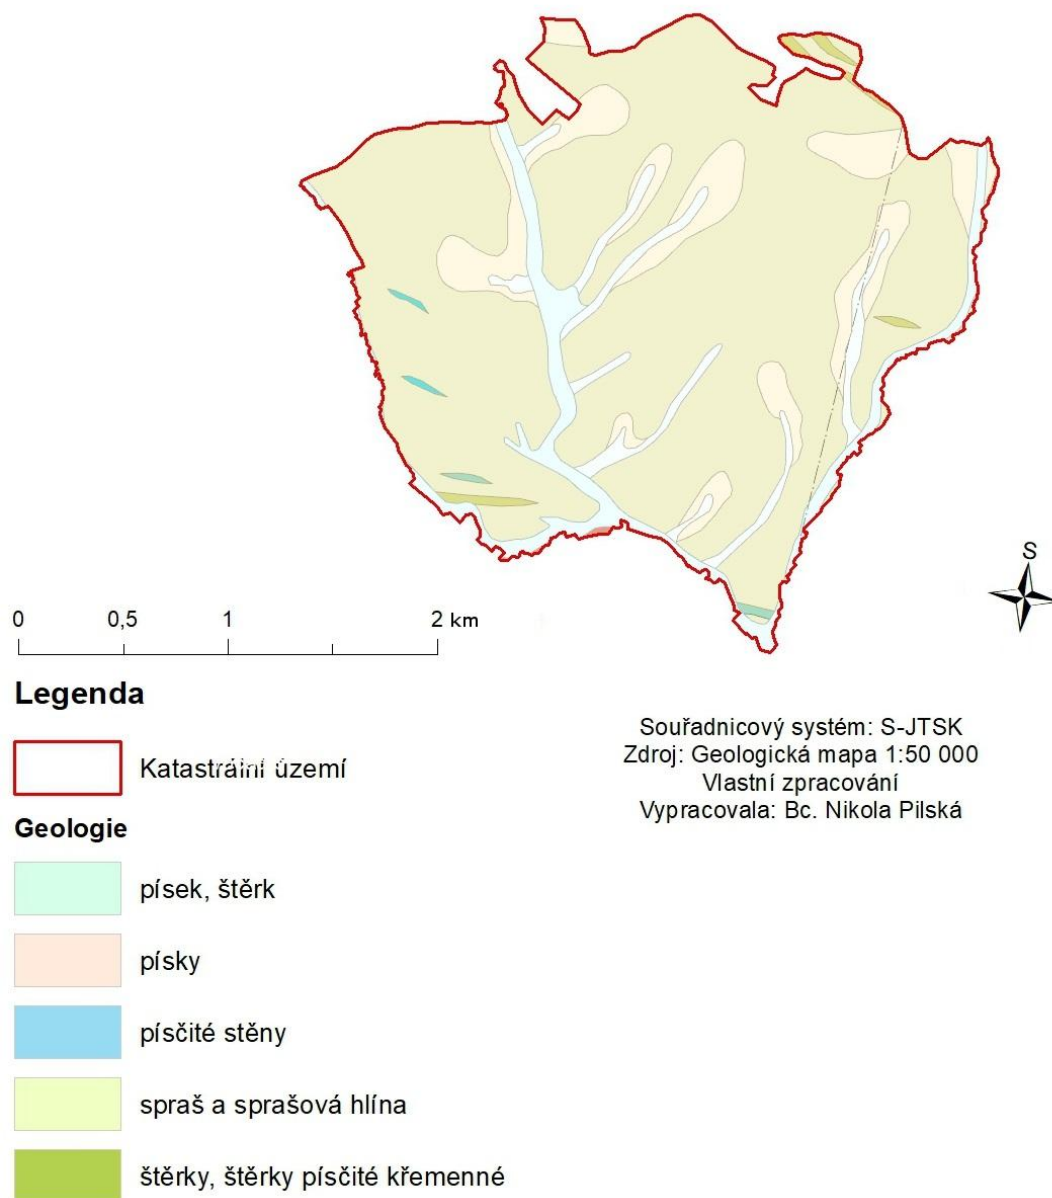 S
0 0,5 1 2 km
Legenda
Katastrální území
Souřadnicový systém: S-JTSK
Zdroj: Geologická mapa 1:50 000
Vlastní zpracování
Vypracovala: Bc. Nikola Pilská
Geologie
písek, štěrk
písky
písčité stěny
spraš a sprašová hlína
štěrky, štěrky písčité křemenné